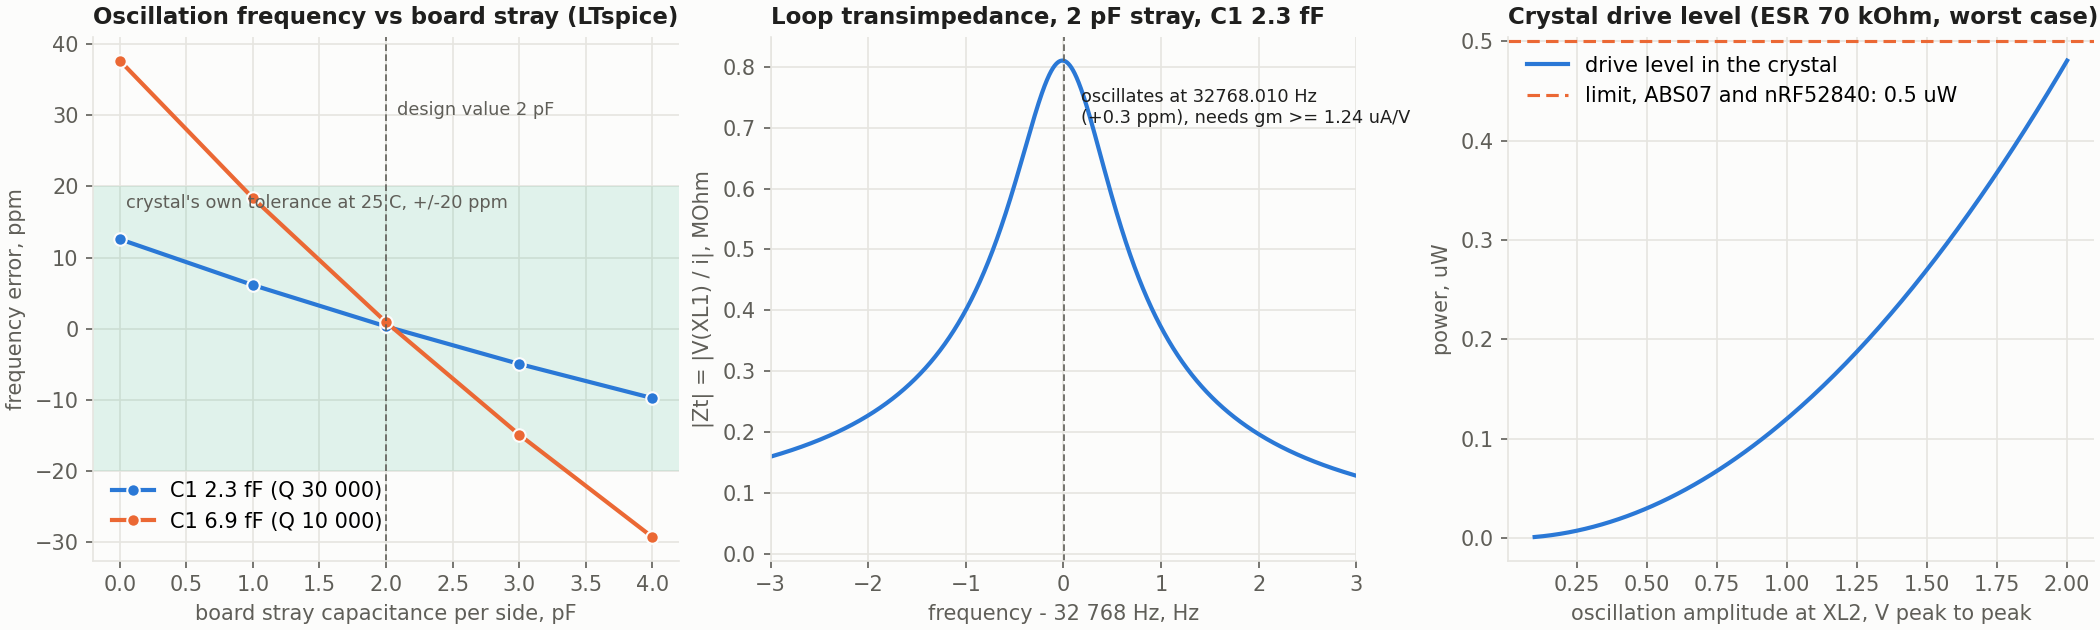 Oscillation frequency vs board stray (LTspice)
40
30
20
10
0
−10
−20
−30
frequency error, ppm
design value 2 pF
crystal's own tolerance at 25 C, +/-20 ppm
C1 2.3 fF (Q 30 000)
C1 6.9 fF (Q 10 000)
0.0 0.5 1.0 1.5 2.0 2.5 3.0 3.5 4.0
board stray capacitance per side, pF
Loop transimpedance, 2 pF stray, C1 2.3 fF
0.8
0.7
0.6
0.5
0.4
0.3
0.2
0.1
0.0
|Zt| = |V(XL1) / i|, MOhm
oscillates at 32768.010 Hz
(+0.3 ppm), needs gm >= 1.24 uA/V
−3 −2 −1 0 1 2 3
frequency - 32 768 Hz, Hz
Crystal drive level (ESR 70 kOhm, worst case)
0.5
0.4
0.3
0.2
0.1
0.0
power, uW
drive level in the crystal
limit, ABS07 and nRF52840: 0.5 uW
0.25 0.50 0.75 1.00 1.25 1.50 1.75 2.00
oscillation amplitude at XL2, V peak to peak